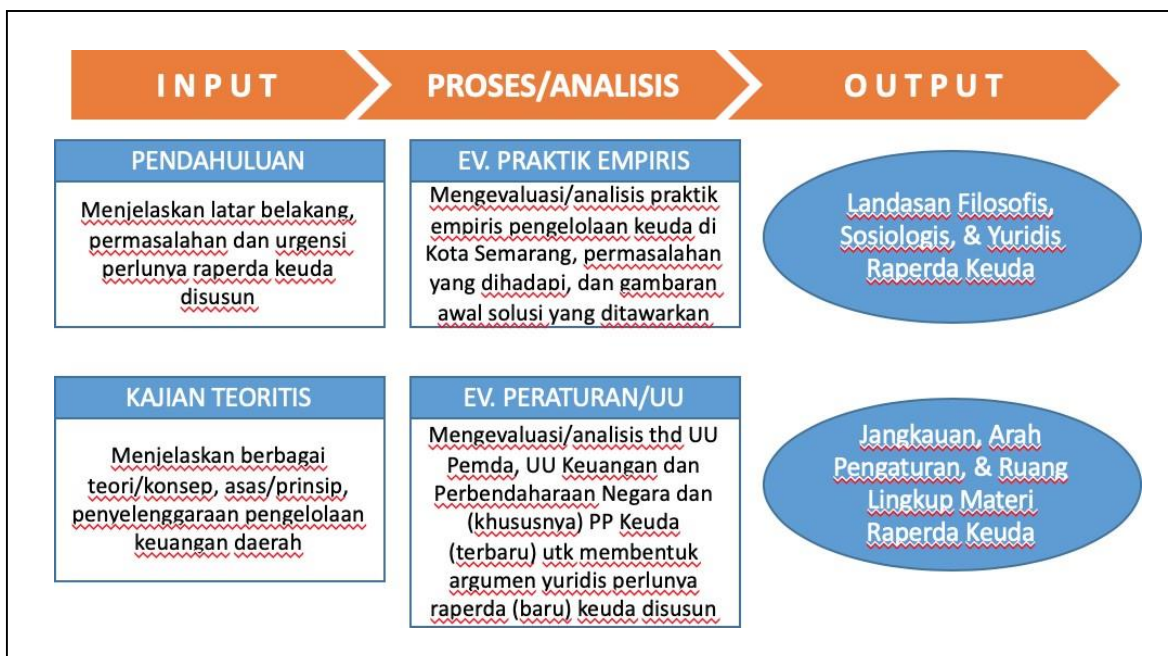 INPUT
PROSES/ANALISIS
OUTPUT
PENDAHULUAN
Menjelaskan latar belakang,
permasalahan dan urgensi
perlunya raperda keuda
disusun
EV. PRAKTIK EMPIRIS
Mengevaluasi/analisis praktik
empiris pengelolaan keuda di
Kota Semarang, permasalahan
yang dihadapi, dan gambaran
awal solusi yang ditawarkan
Landasan Filosofis,
Sosiologis, & Yuridis
Raperda Keuda
KAJIAN TEORITIS
Menjelaskan berbagai
teori/konsep, asas/prinsip,
penyelenggaraan pengelolaan
keuangan daerah
EV. PERATURAN/UU
Mengevaluasi/analisis thd UU
Pemda, UU Keuangan dan
Perbendaharaan Negara dan
(khususnya) PP Keuda
(terbaru) utk membentuk
argumen yuridis perlunya
raperda (baru) keuda disusun
Jangkauan, Arah
Pengaturan, & Ruang
Lingkup Materi
Raperda Keuda